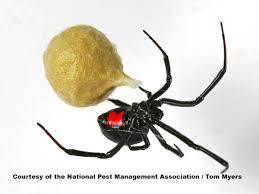 Courtesy of the National Pest Management Association / Tom Myers